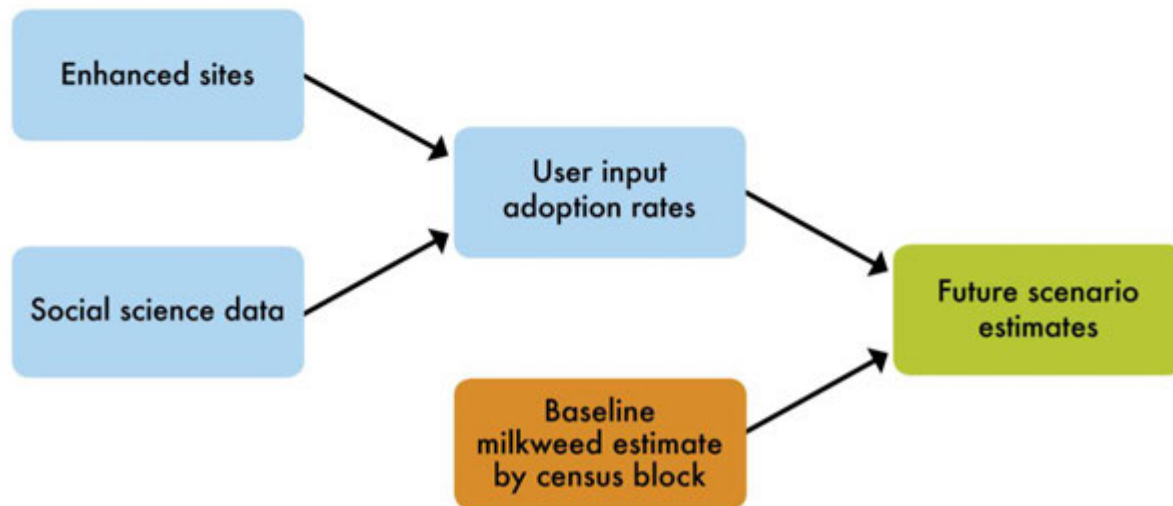 Enhanced sites
User input
adoption rates
Social science data
Future scenario
estimates
Baseline
milkweed estimate
by census block